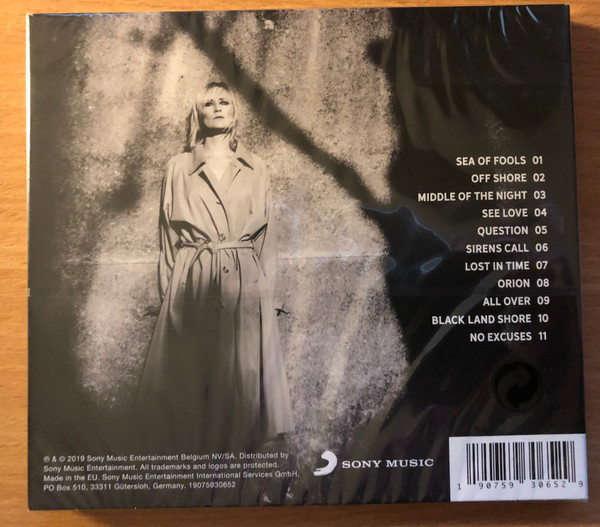 SEA OF FOOLS 01
OFF SHORE 02
MIDDLE OF THE NIGHT 03
SEE LOVE 04
QUESTION 05
SIRENS CALL 06
LOST IN TIME 07
ORION 08
ALL OVER 09
BLACK LAND SHORE 10
NO EXCUSES 11
℗ & © 2019 Sony Music Entertainment Belgium NV/SA. Distributed by
Sony Music Entertainment. All trademarks and logos are protected.
Made in the EU. Sony Music Entertainment International Services GmbH,
PO Box 510, 33311 Gütersloh, Germany. 19075930652
SONY MUSIC
1 90759 30652 9